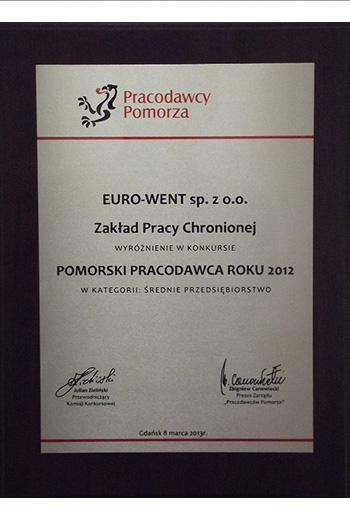 Pracodawcy
Pomorza
EURO-WENT sp. z o.o.
Zakład Pracy Chronionej
WYRÓŻNIENIE W KONKURSIE
POMORSKI PRACODAWCA ROKU 2012
W KATEGORII: ŚREDNIE PRZEDSIĘBIORSTWO
Julian Zieliński
Przewodniczący
Komisji Konkursowej
Zbigniew Canowiecki
Prezes Zarządu
„Pracodawców Pomorza”
Gdańsk 8 marca 2013r.